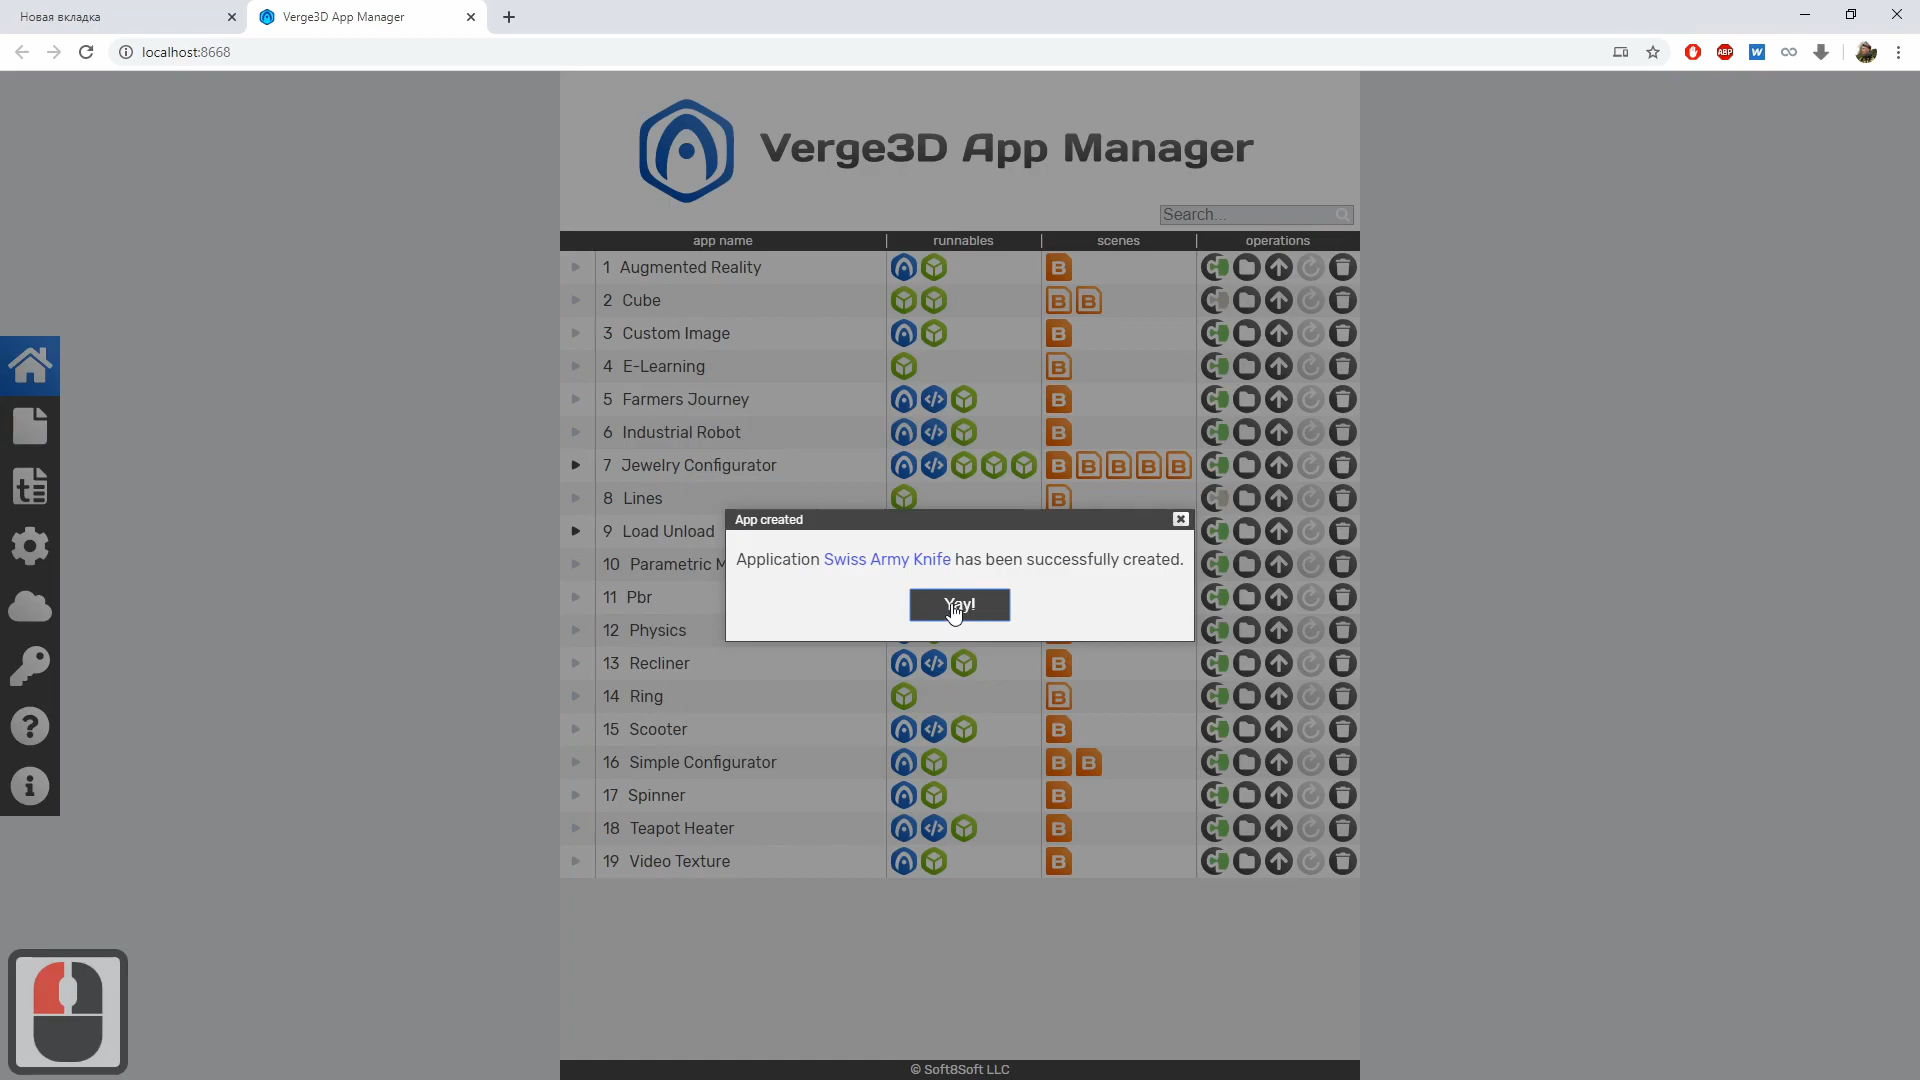 Новая вкладка
Verge3D App Manager
localhost:8668
ABP
W
Verge3D App Manager
Search...
app name | runnables | scenes | operations
1 Augmented Reality
2 Cube
3 Custom Image
4 E-Learning
5 Farmers Journey
6 Industrial Robot
7 Jewelry Configurator
8 Lines
9 Load Unload
10 Parametric M
11 Pbr
12 Physics
13 Recliner
14 Ring
15 Scooter
16 Simple Configurator
17 Spinner
18 Teapot Heater
19 Video Texture
App created
Application Swiss Army Knife has been successfully created.
Yay!
© Soft8Soft LLC